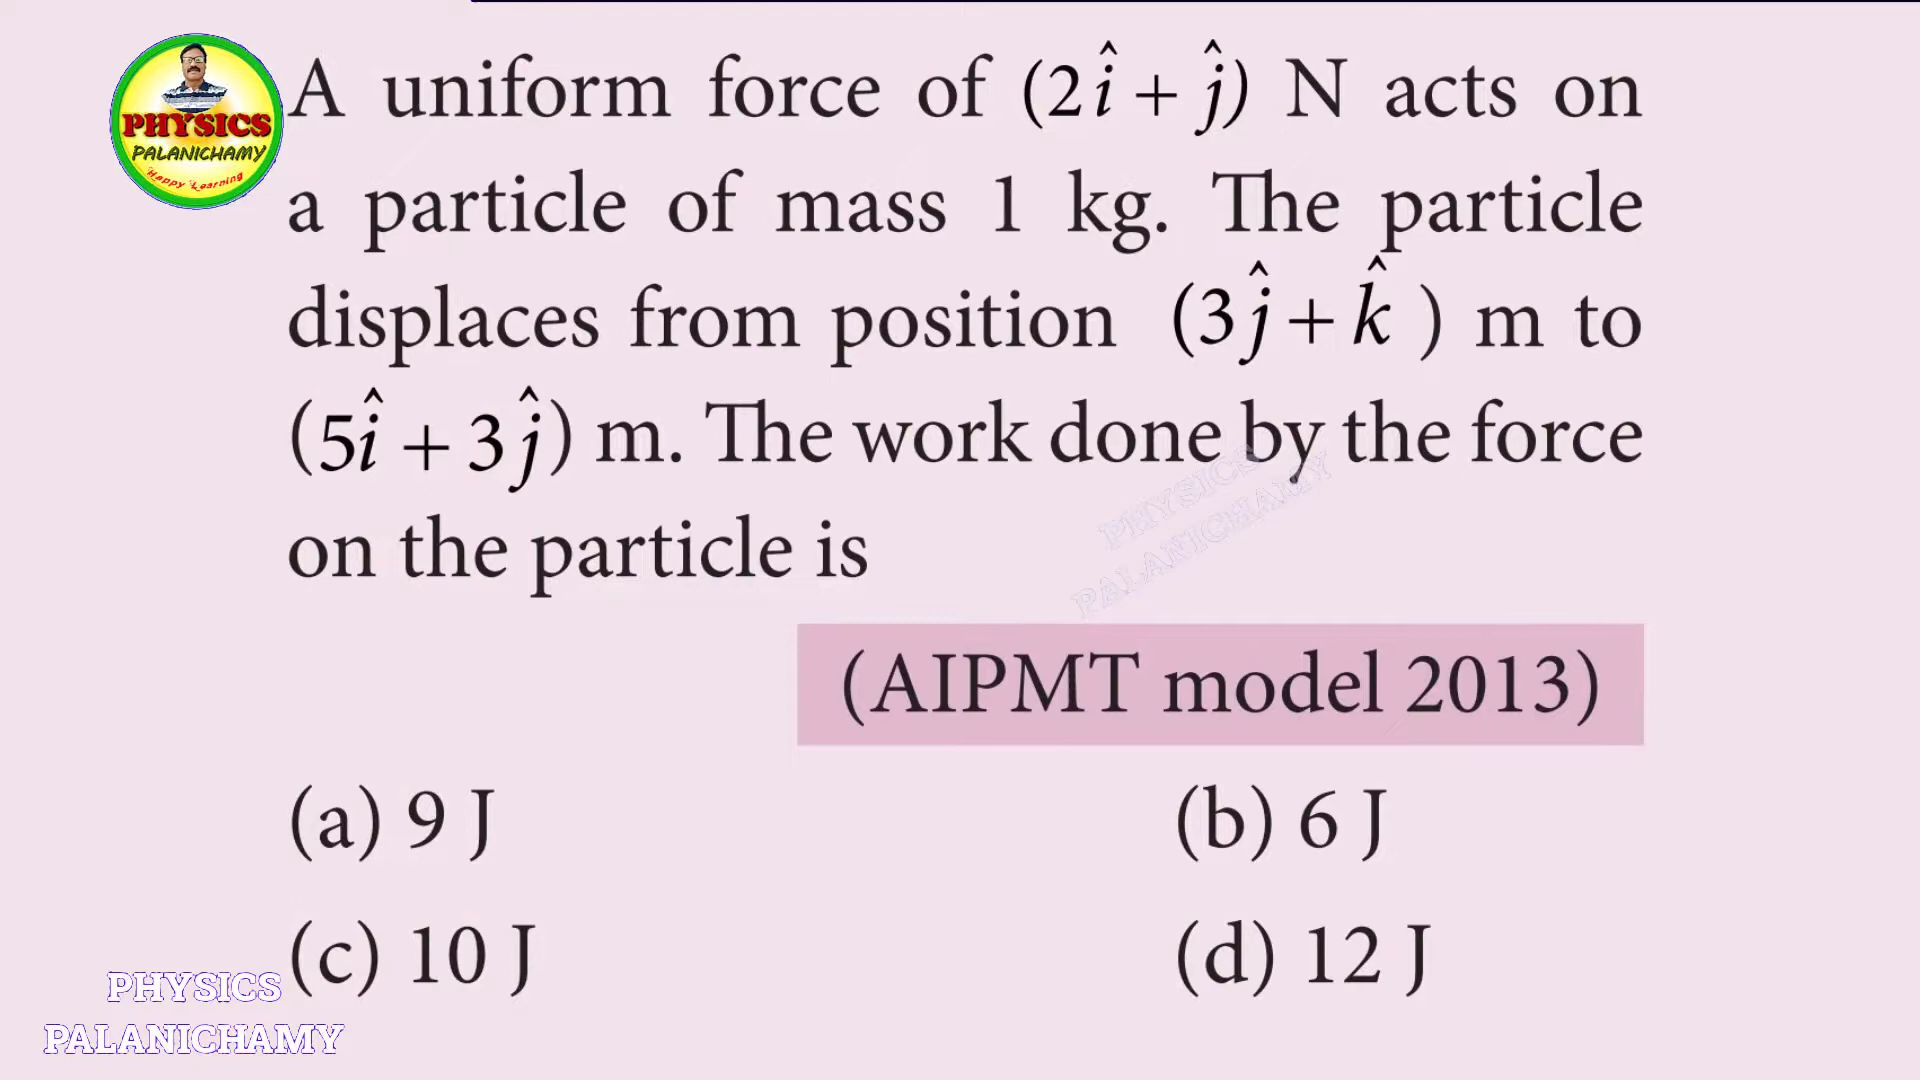 PHYSICS
PALANICHAMY
Happy Learning
A uniform force of (2î + ĵ) N acts on
a particle of mass 1 kg. The particle
displaces from position (3ĵ + k̂ ) m to
(5î + 3ĵ) m. The work done by the force
on the particle is
PHYSICS
PALANICHAMY
(AIPMT model 2013)
(a) 9 J (b) 6 J
(c) 10 J (d) 12 J
PHYSICS
PALANICHAMY